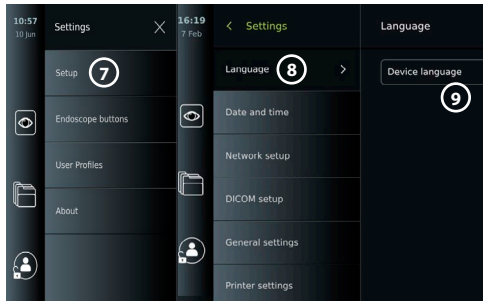 10:57
10 Jun
Settings
Setup
7
Endoscope buttons
User Profiles
About
16:19
7 Feb
Settings
Language
8
Date and time
Network setup
DICOM setup
General settings
Printer settings
Language
Device language
9